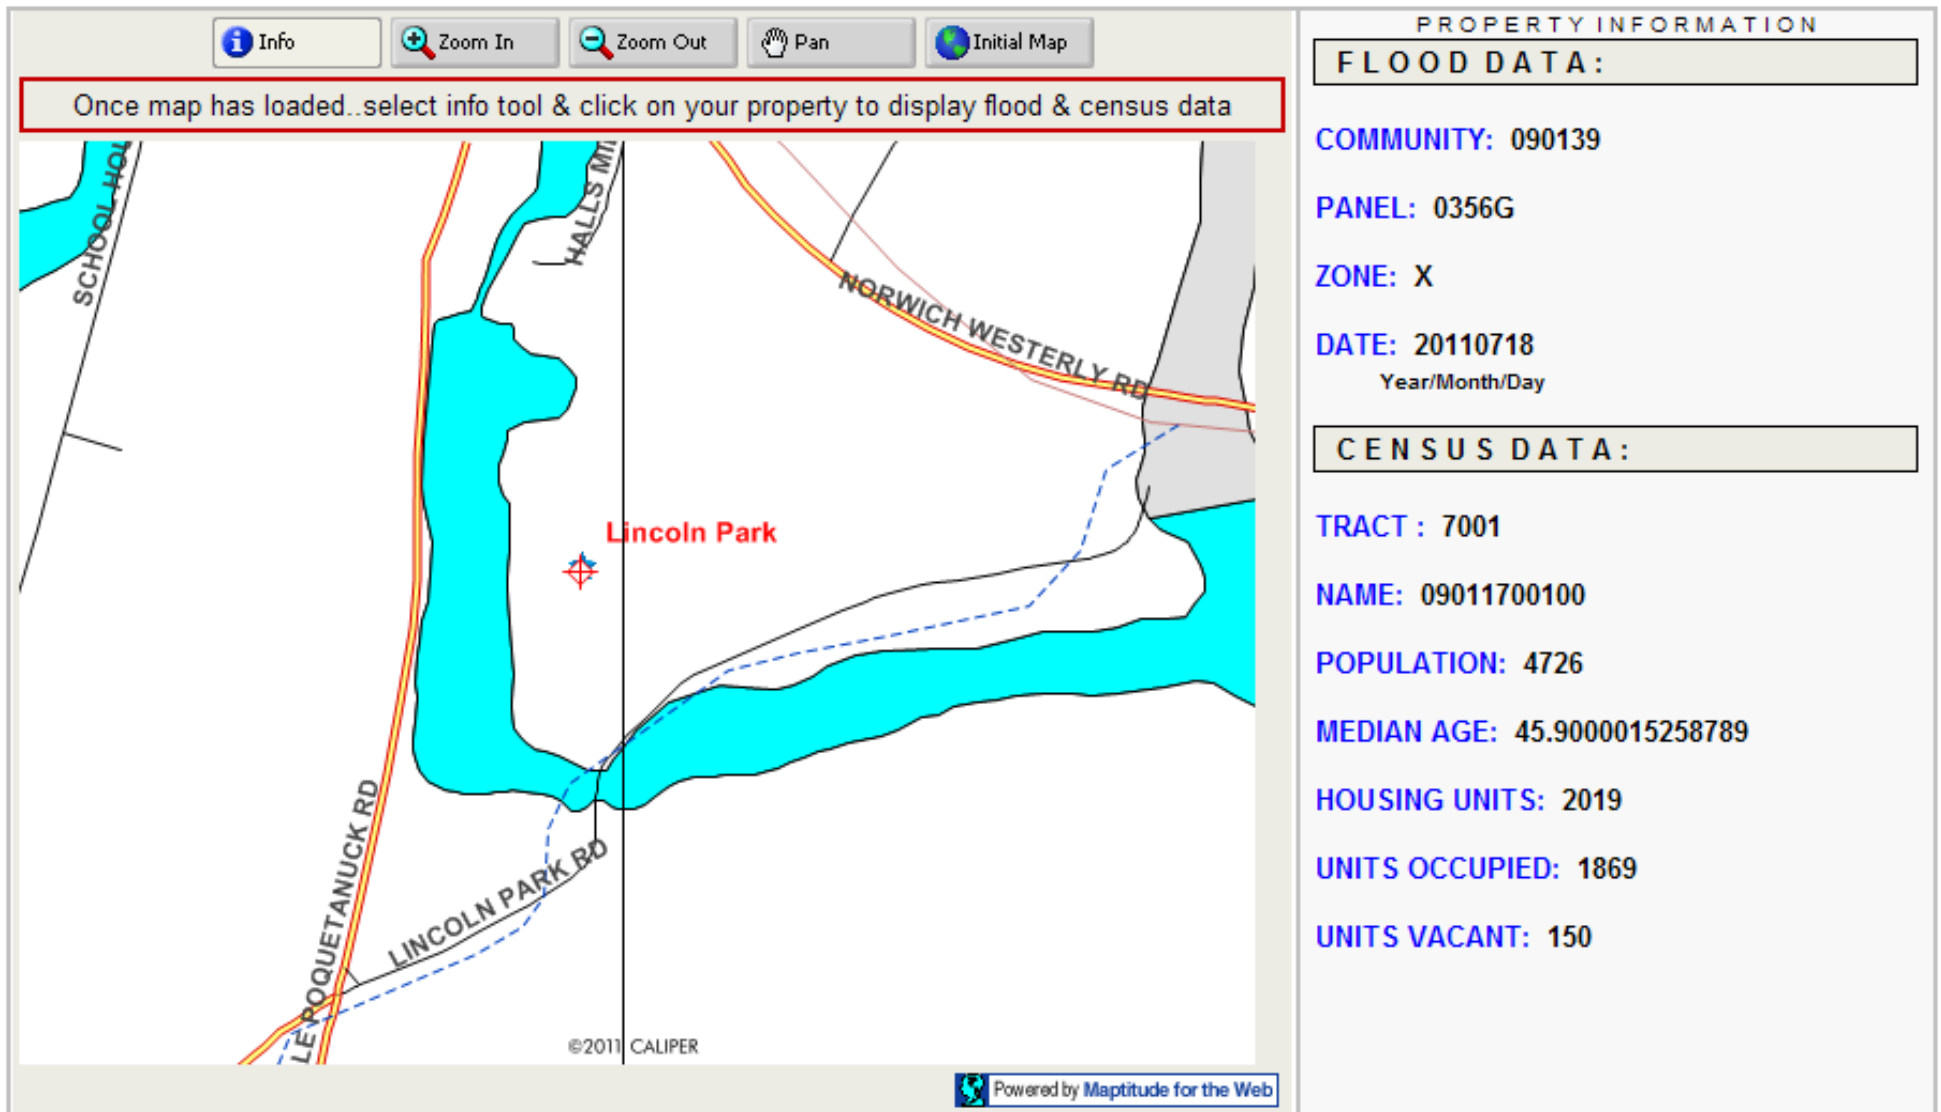 Info
Zoom In
Zoom Out
Pan
Initial Map
Once map has loaded..select info tool & click on your property to display flood & census data
SCHOOL HOU
HALLS MI
NORWICH WESTERLY RD
Lincoln Park
LE POQUETANUCK RD
LINCOLN PARK RD
©2011 CALIPER
Powered by Maptitude for the Web
PROPERTY INFORMATION
FLOOD DATA:
COMMUNITY: 090139
PANEL: 0356G
ZONE: X
DATE: 20110718
Year/Month/Day
CENSUS DATA:
TRACT : 7001
NAME: 09011700100
POPULATION: 4726
MEDIAN AGE: 45.9000015258789
HOUSING UNITS: 2019
UNITS OCCUPIED: 1869
UNITS VACANT: 150